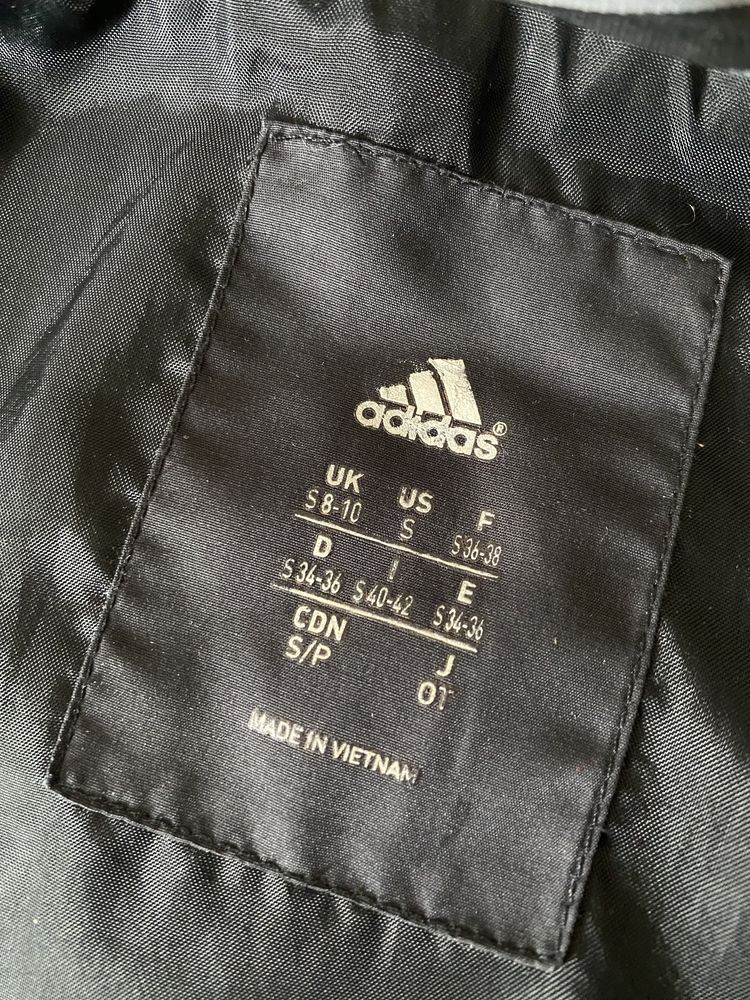 adidas®
UK US F
S 8-10 S S 36-38
D I E
S 34-36 S 40-42 S 34-36
CDN J
S/P OT
MADE IN VIETNAM